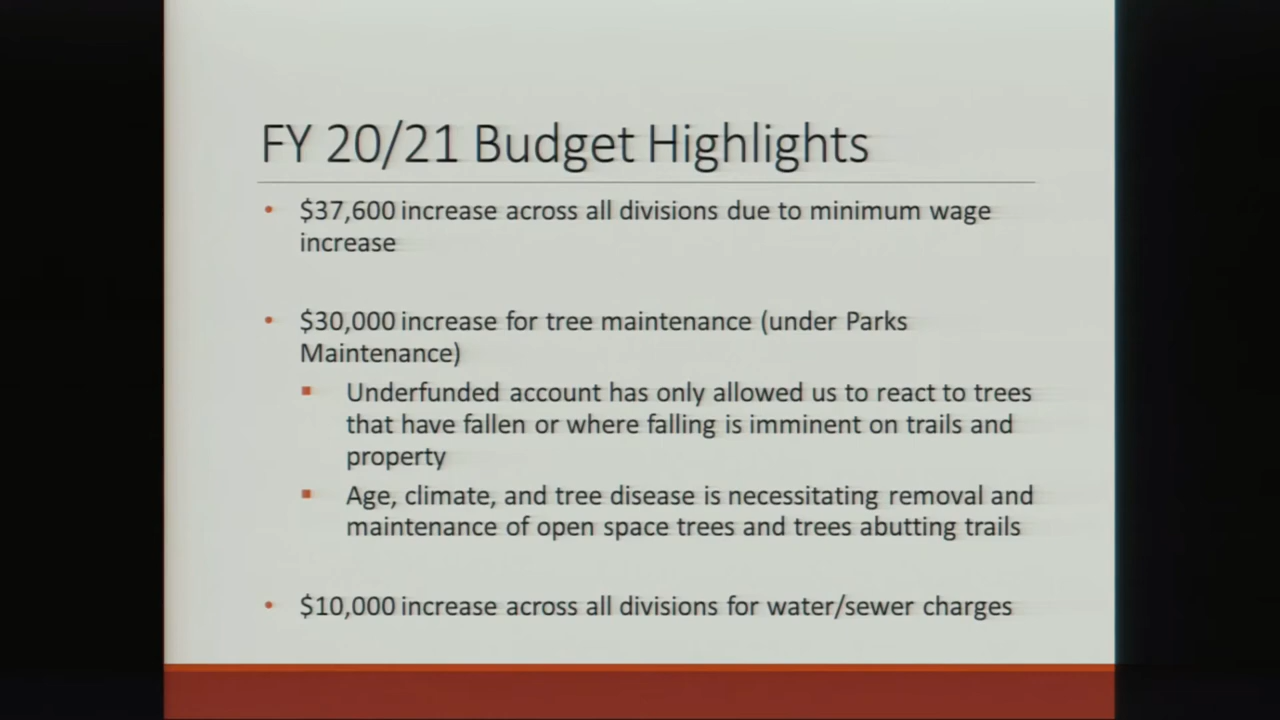 FY 20/21 Budget Highlights
• $37,600 increase across all divisions due to minimum wage
increase
• $30,000 increase for tree maintenance (under Parks
Maintenance)
▪ Underfunded account has only allowed us to react to trees
that have fallen or where falling is imminent on trails and
property
▪ Age, climate, and tree disease is necessitating removal and
maintenance of open space trees and trees abutting trails
• $10,000 increase across all divisions for water/sewer charges